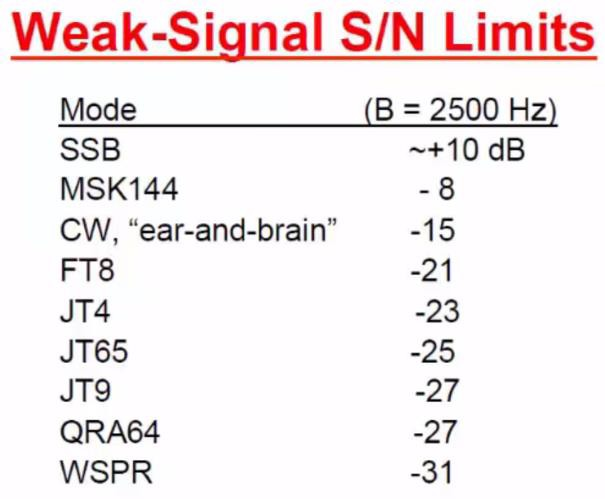 Weak-Signal S/N Limits
Mode (B = 2500 Hz)
SSB ~+10 dB
MSK144 - 8
CW, “ear-and-brain” -15
FT8 -21
JT4 -23
JT65 -25
JT9 -27
QRA64 -27
WSPR -31